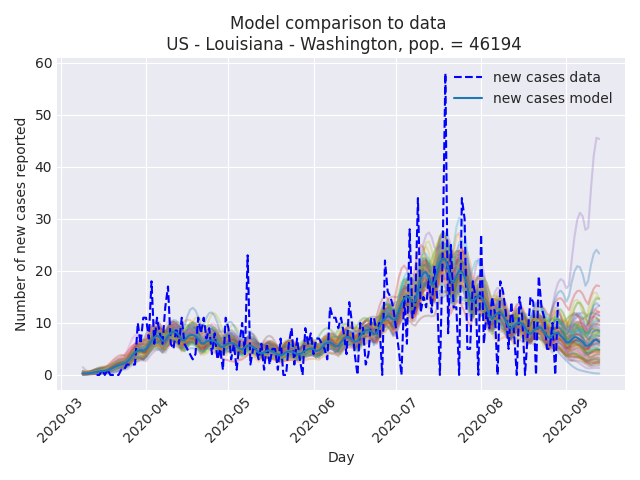 Model comparison to data
US - Louisiana - Washington, pop. = 46194
new cases data
new cases model
Number of new cases reported
60
50
40
30
20
10
0
2020-03
2020-04
2020-05
2020-06
2020-07
2020-08
2020-09
Day